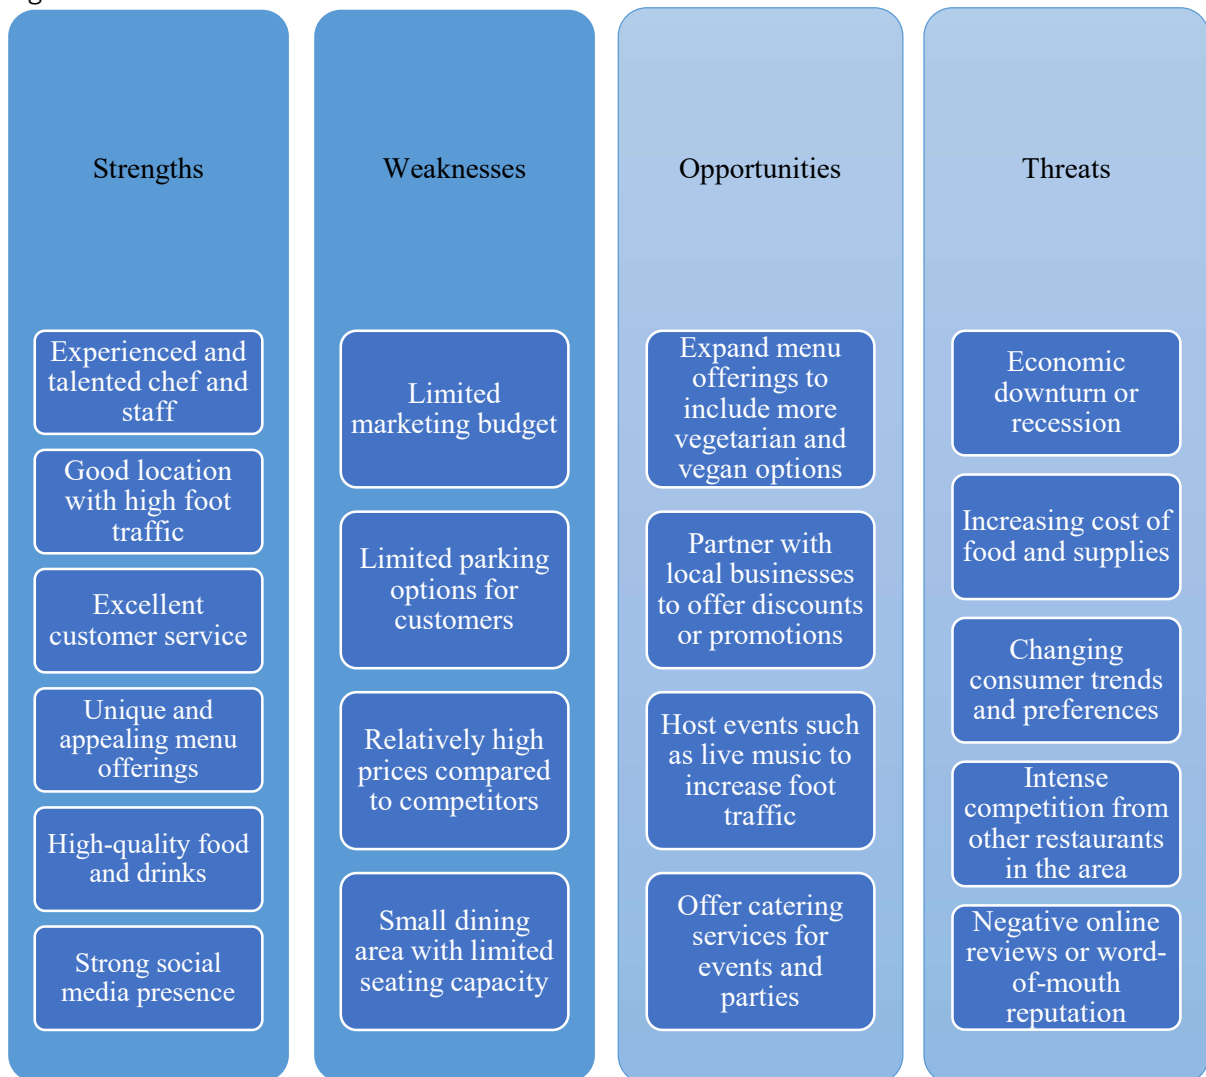 Strengths
Experienced and
talented chef and
staff
Good location
with high foot
traffic
Excellent
customer service
Unique and
appealing menu
offerings
High-quality food
and drinks
Strong social
media presence
Weaknesses
Limited
marketing budget
Limited parking
options for
customers
Relatively high
prices compared
to competitors
Small dining
area with limited
seating capacity
Opportunities
Expand menu
offerings to
include more
vegetarian and
vegan options
Partner with
local businesses
to offer discounts
or promotions
Host events such
as live music to
increase foot
traffic
Offer catering
services for
events and
parties
Threats
Economic
downturn or
recession
Increasing cost of
food and supplies
Changing
consumer trends
and preferences
Intense
competition from
other restaurants
in the area
Negative online
reviews or word-
of-mouth
reputation